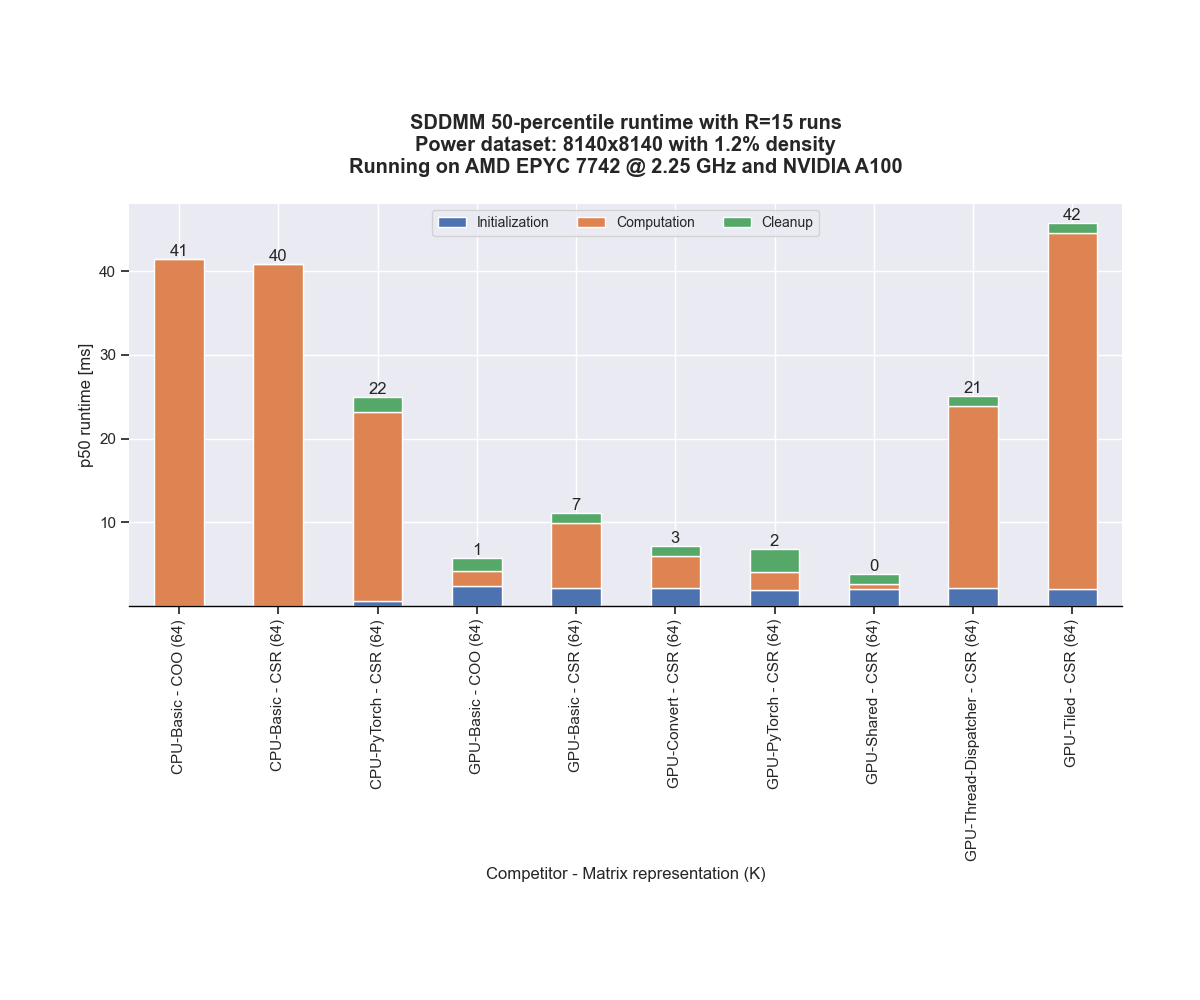 SDDMM 50-percentile runtime with R=15 runs
Power dataset: 8140x8140 with 1.2% density
Running on AMD EPYC 7742 @ 2.25 GHz and NVIDIA A100
Initialization
Computation
Cleanup
p50 runtime [ms]
40
30
20
10
41
40
22
1
7
3
2
0
21
42
CPU-Basic - COO (64)
CPU-Basic - CSR (64)
CPU-PyTorch - CSR (64)
GPU-Basic - COO (64)
GPU-Basic - CSR (64)
GPU-Convert - CSR (64)
GPU-PyTorch - CSR (64)
GPU-Shared - CSR (64)
GPU-Thread-Dispatcher - CSR (64)
GPU-Tiled - CSR (64)
Competitor - Matrix representation (K)